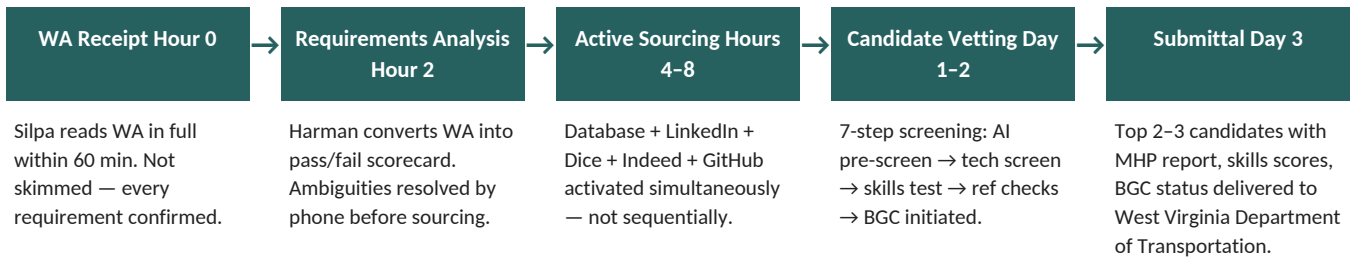 WA Receipt Hour 0
→
Requirements Analysis
Hour 2
→
Active Sourcing Hours
4–8
→
Candidate Vetting Day
1–2
→
Submittal Day 3
Silpa reads WA in full
within 60 min. Not
skimmed — every
requirement confirmed.
Harman converts WA into
pass/fail scorecard.
Ambiguities resolved by
phone before sourcing.
Database + LinkedIn +
Dice + Indeed + GitHub
activated simultaneously
— not sequentially.
7-step screening: AI
pre-screen → tech screen
→ skills test → ref checks
→ BGC initiated.
Top 2–3 candidates with
MHP report, skills scores,
BGC status delivered to
West Virginia Department
of Transportation.